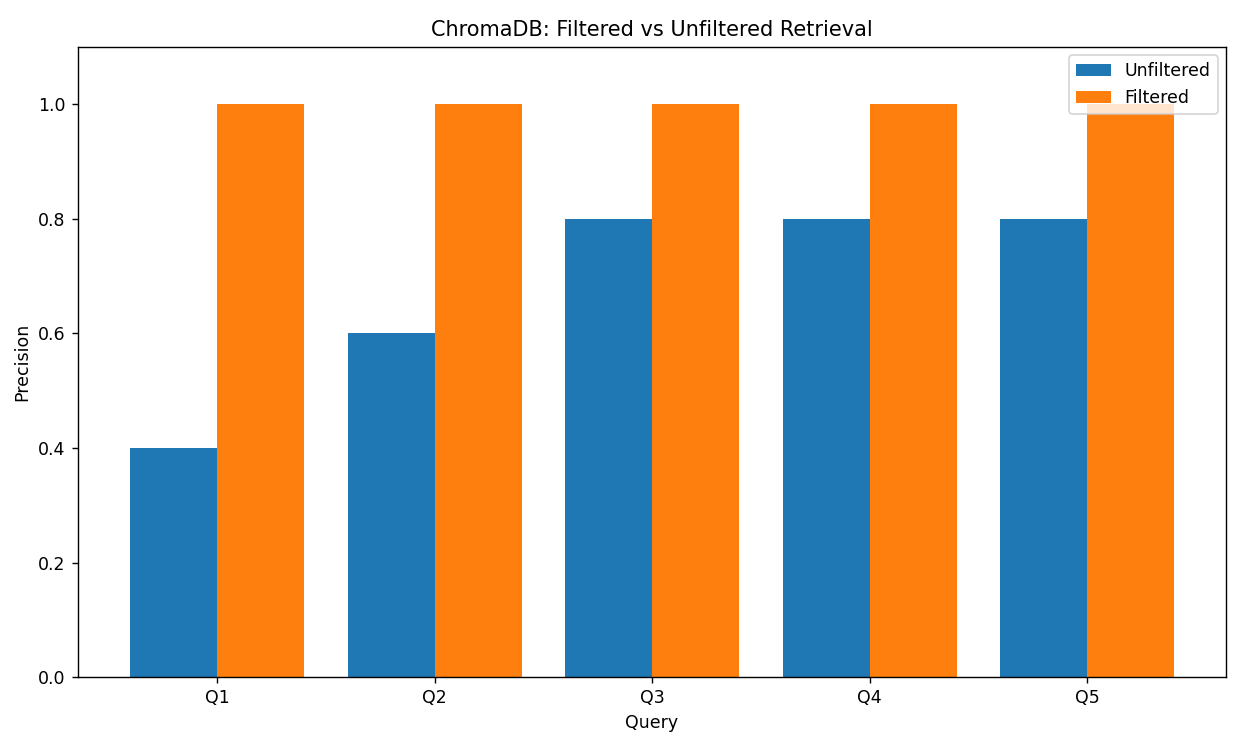 ChromaDB: Filtered vs Unfiltered Retrieval
Unfiltered
Filtered
Precision
1.0
0.8
0.6
0.4
0.2
0.0
Q1 Q2 Q3 Q4 Q5
Query